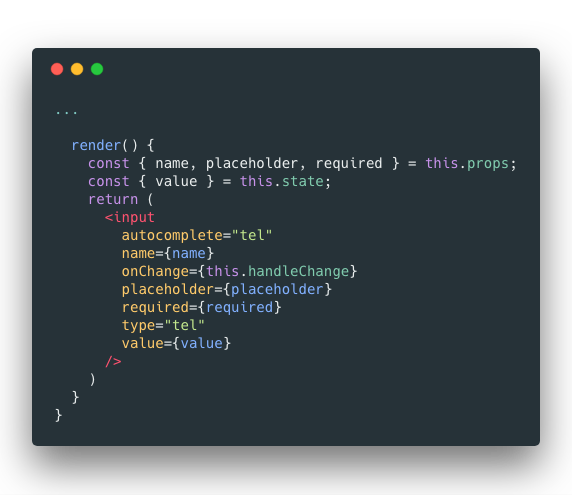 ...
render() {
const { name, placeholder, required } = this.props;
const { value } = this.state;
return (
<input
autocomplete="tel"
name={name}
onChange={this.handleChange}
placeholder={placeholder}
required={required}
type="tel"
value={value}
/>
)
}
}